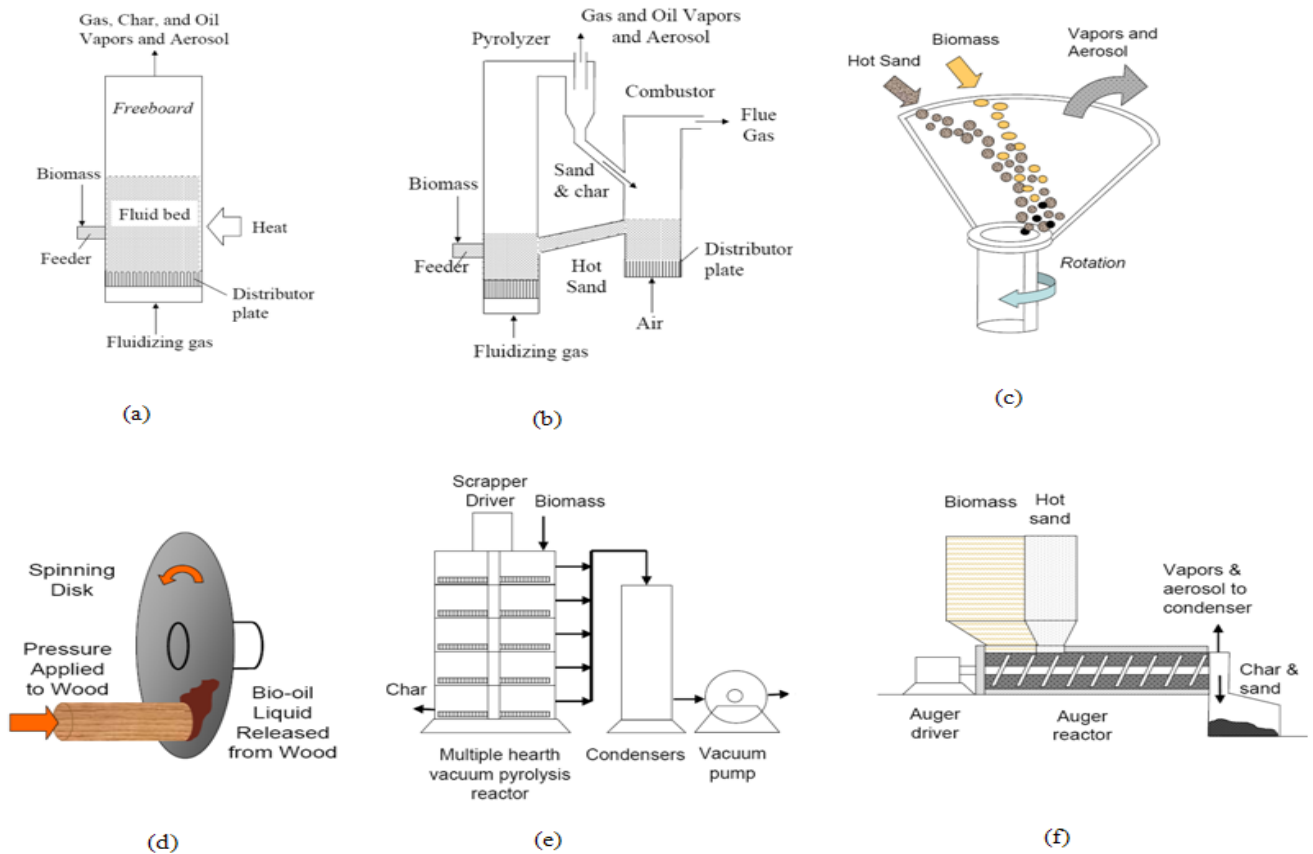 Gas, Char, and Oil
Vapors and Aerosol
Freeboard
Biomass
Fluid bed
Feeder
Heat
Distributor
plate
Fluidizing gas
(a)
Gas and Oil Vapors
and Aerosol
Pyrolyzer
Combustor
Flue
Gas
Sand
& char
Biomass
Feeder
Hot
Sand
Distributor
plate
Air
Fluidizing gas
(b)
Vapors and
Aerosol
Biomass
Hot Sand
Rotation
(c)
Spinning
Disk
Pressure
Applied
to Wood
Bio-oil
Liquid
Released
from Wood
(d)
Scrapper
Driver
Biomass
Char
Multiple hearth
vacuum pyrolysis
reactor
Condensers
Vacuum
pump
(e)
Biomass
Hot
sand
Vapors &
aerosol to
condenser
Char &
sand
Auger
driver
Auger
reactor
(f)